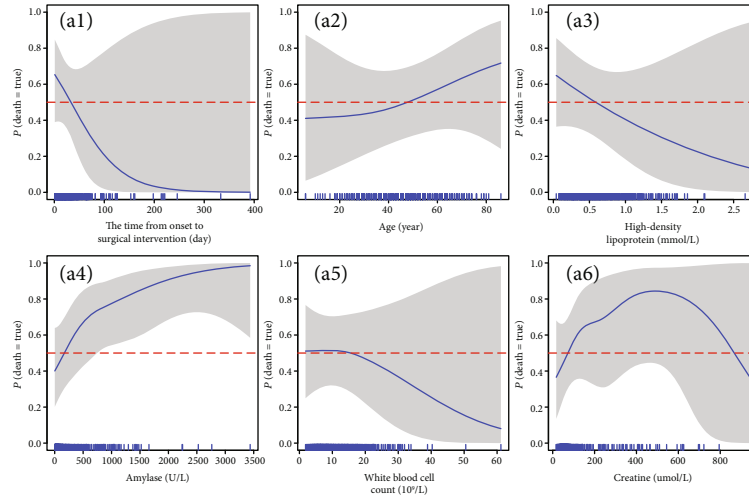 (a1)
P (death = true)
1.0
0.8
0.6
0.4
0.2
0.0
0 100 200 300 400
The time from onset to
surgical intervention (day)
(a2)
P (death = true)
1.0
0.8
0.6
0.4
0.2
0.0
20 40 60 80
Age (year)
(a3)
P (death = true)
1.0
0.8
0.6
0.4
0.2
0.0
0.0 0.5 1.0 1.5 2.0 2.5
High-density
lipoprotein (mmol/L)
(a4)
P (death = true)
1.0
0.8
0.6
0.4
0.2
0.0
0 500 1000 1500 2000 2500 3000 3500
Amylase (U/L)
(a5)
P (death = true)
1.0
0.8
0.6
0.4
0.2
0.0
0 10 20 30 40 50 60
White blood cell
count (10⁹/L)
(a6)
P (death = true)
1.0
0.8
0.6
0.4
0.2
0.0
0 200 400 600 800
Creatine (umol/L)